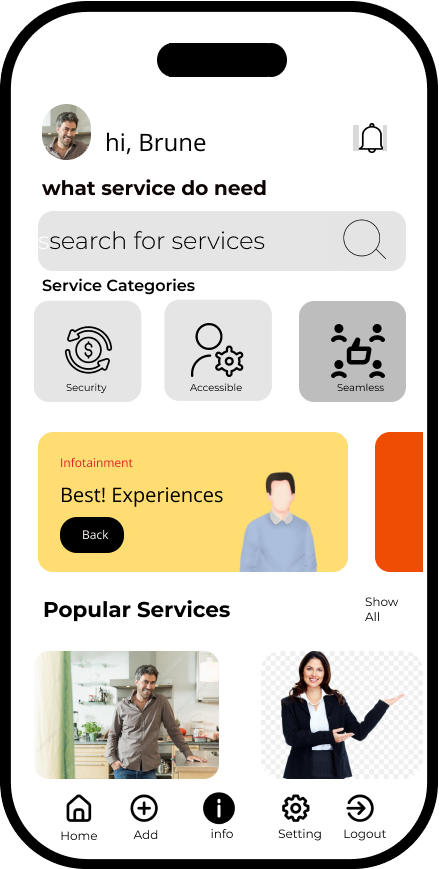 hi, Brune
what service do need
ssearch for services
Service Categories
Security
Accessible
Seamless
Infotainment
Best! Experiences
Back
Popular Services
Show
All
Home
Add
info
Setting
Logout